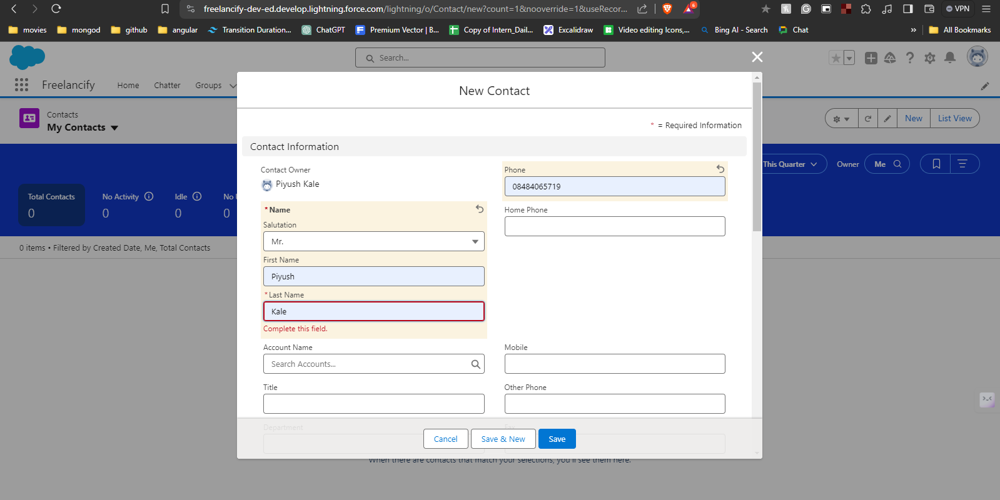 freelancify-dev-ed.develop.lightning.force.com/lightning/o/Contact/new?count=1&nooverride=1&useRecor...
6
VPN
movies
mongod
github
angular
Transition Duration...
ChatGPT
Premium Vector | B...
Copy of Intern_Dail...
Excalidraw
Video editing Icons,...
Bing AI - Search
Chat
»
All Bookmarks
Search...
Freelancify
Home
Chatter
Groups
Contacts
My Contacts
New
List View
This Quarter
Owner
Me
Total Contacts
0
No Activity
0
Idle
0
No
0
0 items • Filtered by Created Date, Me, Total Contacts
New Contact
* = Required Information
Contact Information
Contact Owner
Piyush Kale
Phone
08484065719
* Name
Salutation
Mr.
First Name
Piyush
* Last Name
Kale
Complete this field.
Home Phone
Account Name
Search Accounts...
Mobile
Title
Other Phone
Department
Fax
Cancel
Save & New
Save
When there are contacts that match your selections, you'll see them here.